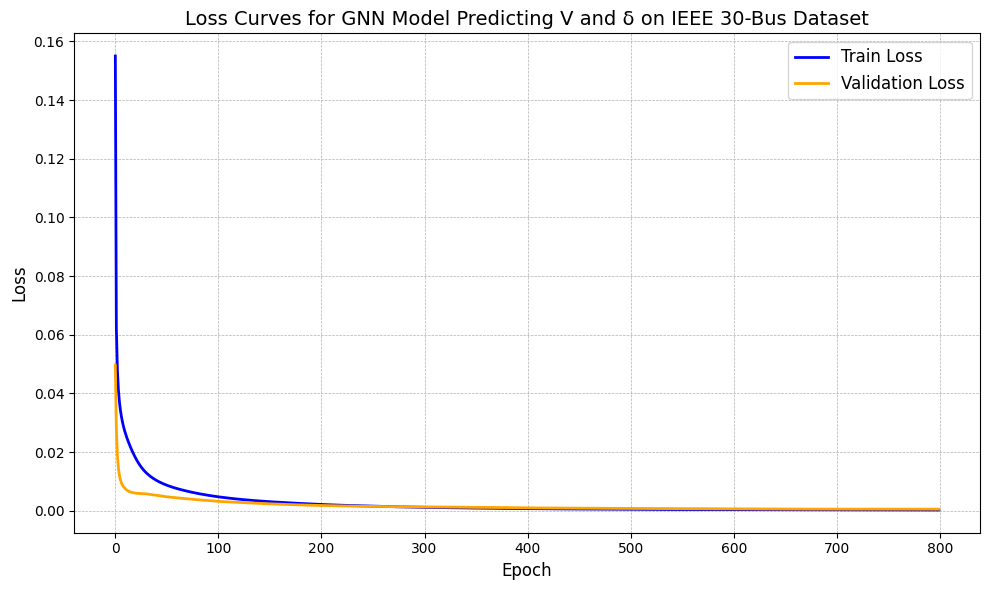 Loss Curves for GNN Model Predicting V and δ on IEEE 30-Bus Dataset
Train Loss
Validation Loss
Loss
0.16
0.14
0.12
0.10
0.08
0.06
0.04
0.02
0.00
0 100 200 300 400 500 600 700 800
Epoch